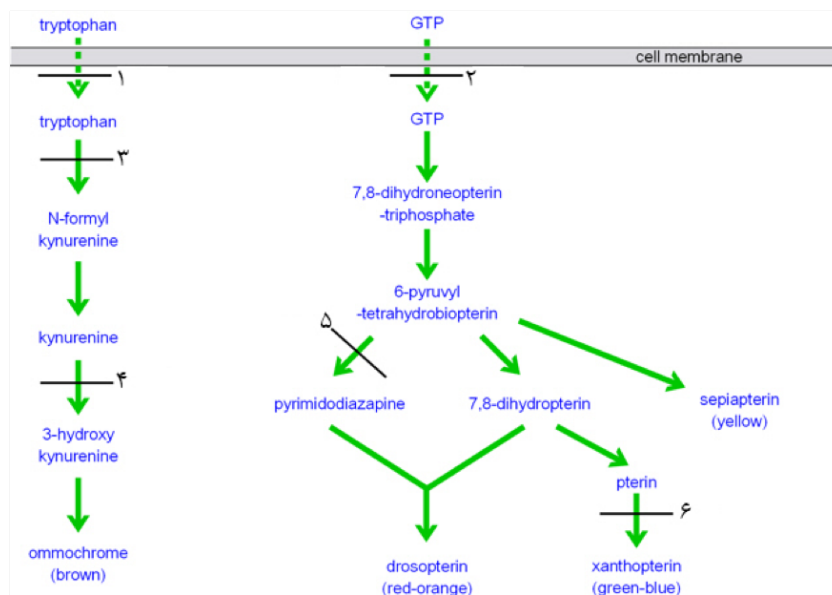 tryptophan
GTP
cell membrane
۱
۲
tryptophan
GTP
۳
7,8-dihydroneopterin
-triphosphate
N-formyl
kynurenine
6-pyruvyl
-tetrahydrobiopterin
۵
kynurenine
۴
pyrimidodiazapine
7,8-dihydropterin
sepiapterin
(yellow)
3-hydroxy
kynurenine
pterin
۶
ommochrome
(brown)
drosopterin
(red-orange)
xanthopterin
(green-blue)